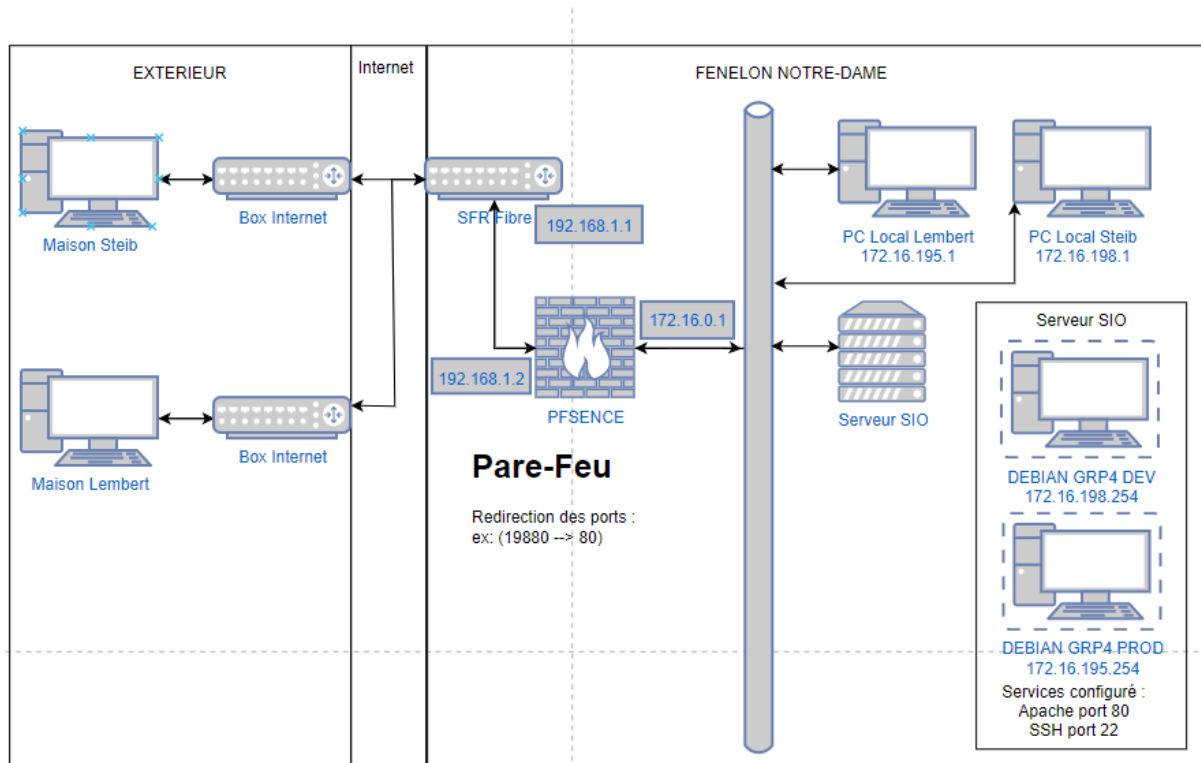 EXTERIEUR
Internet
FENELON NOTRE-DAME
Maison Steib
Box Internet
SFR Fibre
192.168.1.1
PC Local Lembert
172.16.195.1
PC Local Steib
172.16.198.1
172.16.0.1
192.168.1.2
PFSENCE
Serveur SIO
Serveur SIO
Maison Lembert
Box Internet
Pare-Feu
Redirection des ports :
ex: (19880 --> 80)
DEBIAN GRP4 DEV
172.16.198.254
DEBIAN GRP4 PROD
172.16.195.254
Services configuré :
Apache port 80
SSH port 22